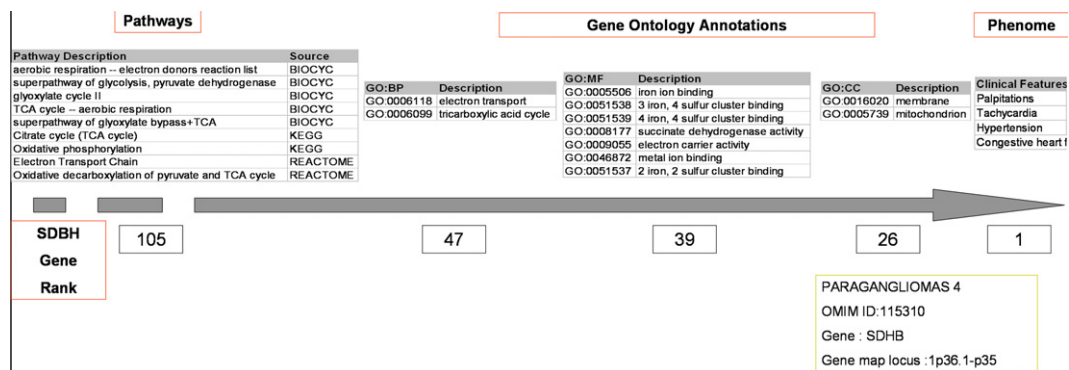 Pathways
Gene Ontology Annotations
Phenome
Pathway Description Source
aerobic respiration -- electron donors reaction list BIOCYC
superpathway of glycolysis, pyruvate dehydrogenase BIOCYC
glyoxylate cycle II BIOCYC
TCA cycle -- aerobic respiration BIOCYC
superpathway of glyoxylate bypass+TCA BIOCYC
Citrate cycle (TCA cycle) KEGG
Oxidative phosphorylation KEGG
Electron Transport Chain REACTOME
Oxidative decarboxylation of pyruvate and TCA cycle REACTOME
GO:BP Description
GO:0006118 electron transport
GO:0006099 tricarboxylic acid cycle
GO:MF Description
GO:0005506 iron ion binding
GO:0051538 3 iron, 4 sulfur cluster binding
GO:0051539 4 iron, 4 sulfur cluster binding
GO:0008177 succinate dehydrogenase activity
GO:0009055 electron carrier activity
GO:0046872 metal ion binding
GO:0051537 2 iron, 2 sulfur cluster binding
GO:CC Description
GO:0016020 membrane
GO:0005739 mitochondrion
Clinical Features
Palpitations
Tachycardia
Hypertension
Congestive heart f
SDBH
Gene
Rank
105
47
39
26
1
PARAGANGLIOMAS 4
OMIM ID:115310
Gene : SDHB
Gene map locus :1p36.1-p35